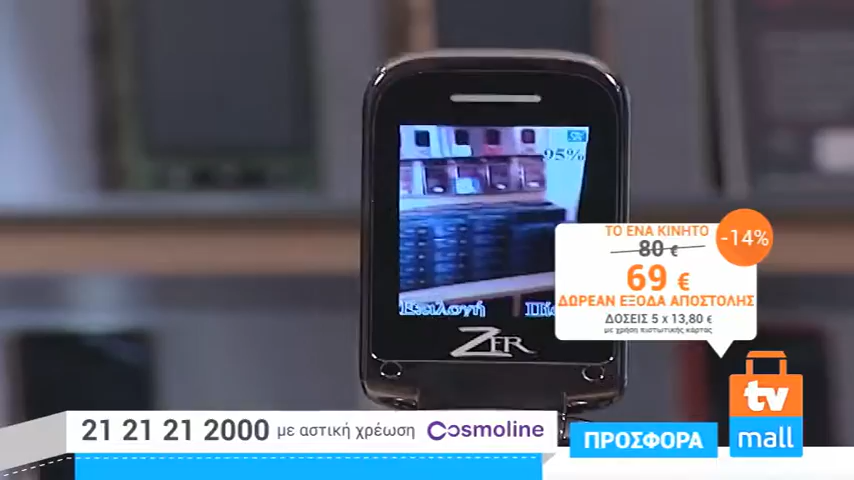 95%
Επιλογή
ZER
ΤΟ ΕΝΑ ΚΙΝΗΤΟ
80 €
-14%
69 €
ΔΩΡΕΑΝ ΕΞΟΔΑ ΑΠΟΣΤΟΛΗΣ
ΔΟΣΕΙΣ 5 x 13,80 €
με χρήση πιστωτικής κάρτας
tv
mall
21 21 21 2000 με αστική χρέωση Cosmoline
ΠΡΟΣΦΟΡΑ